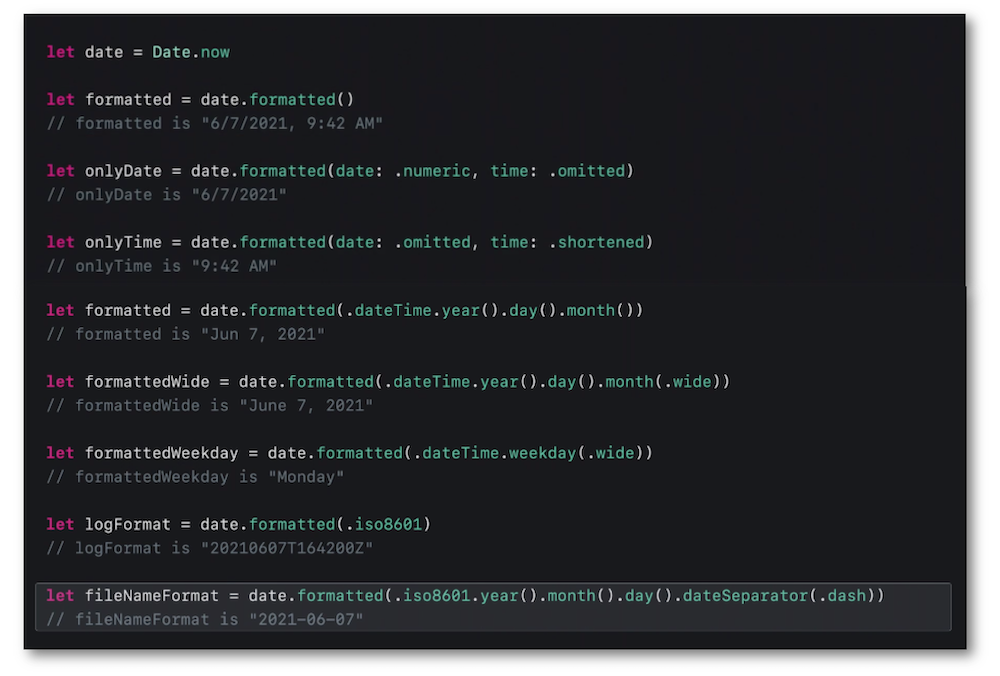 let date = Date.now
let formatted = date.formatted()
// formatted is "6/7/2021, 9:42 AM"
let onlyDate = date.formatted(date: .numeric, time: .omitted)
// onlyDate is "6/7/2021"
let onlyTime = date.formatted(date: .omitted, time: .shortened)
// onlyTime is "9:42 AM"
let formatted = date.formatted(.dateTime.year().day().month())
// formatted is "Jun 7, 2021"
let formattedWide = date.formatted(.dateTime.year().day().month(.wide))
// formattedWide is "June 7, 2021"
let formattedWeekday = date.formatted(.dateTime.weekday(.wide))
// formattedWeekday is "Monday"
let logFormat = date.formatted(.iso8601)
// logFormat is "20210607T164200Z"
let fileNameFormat = date.formatted(.iso8601.year().month().day().dateSeparator(.dash))
// fileNameFormat is "2021-06-07"